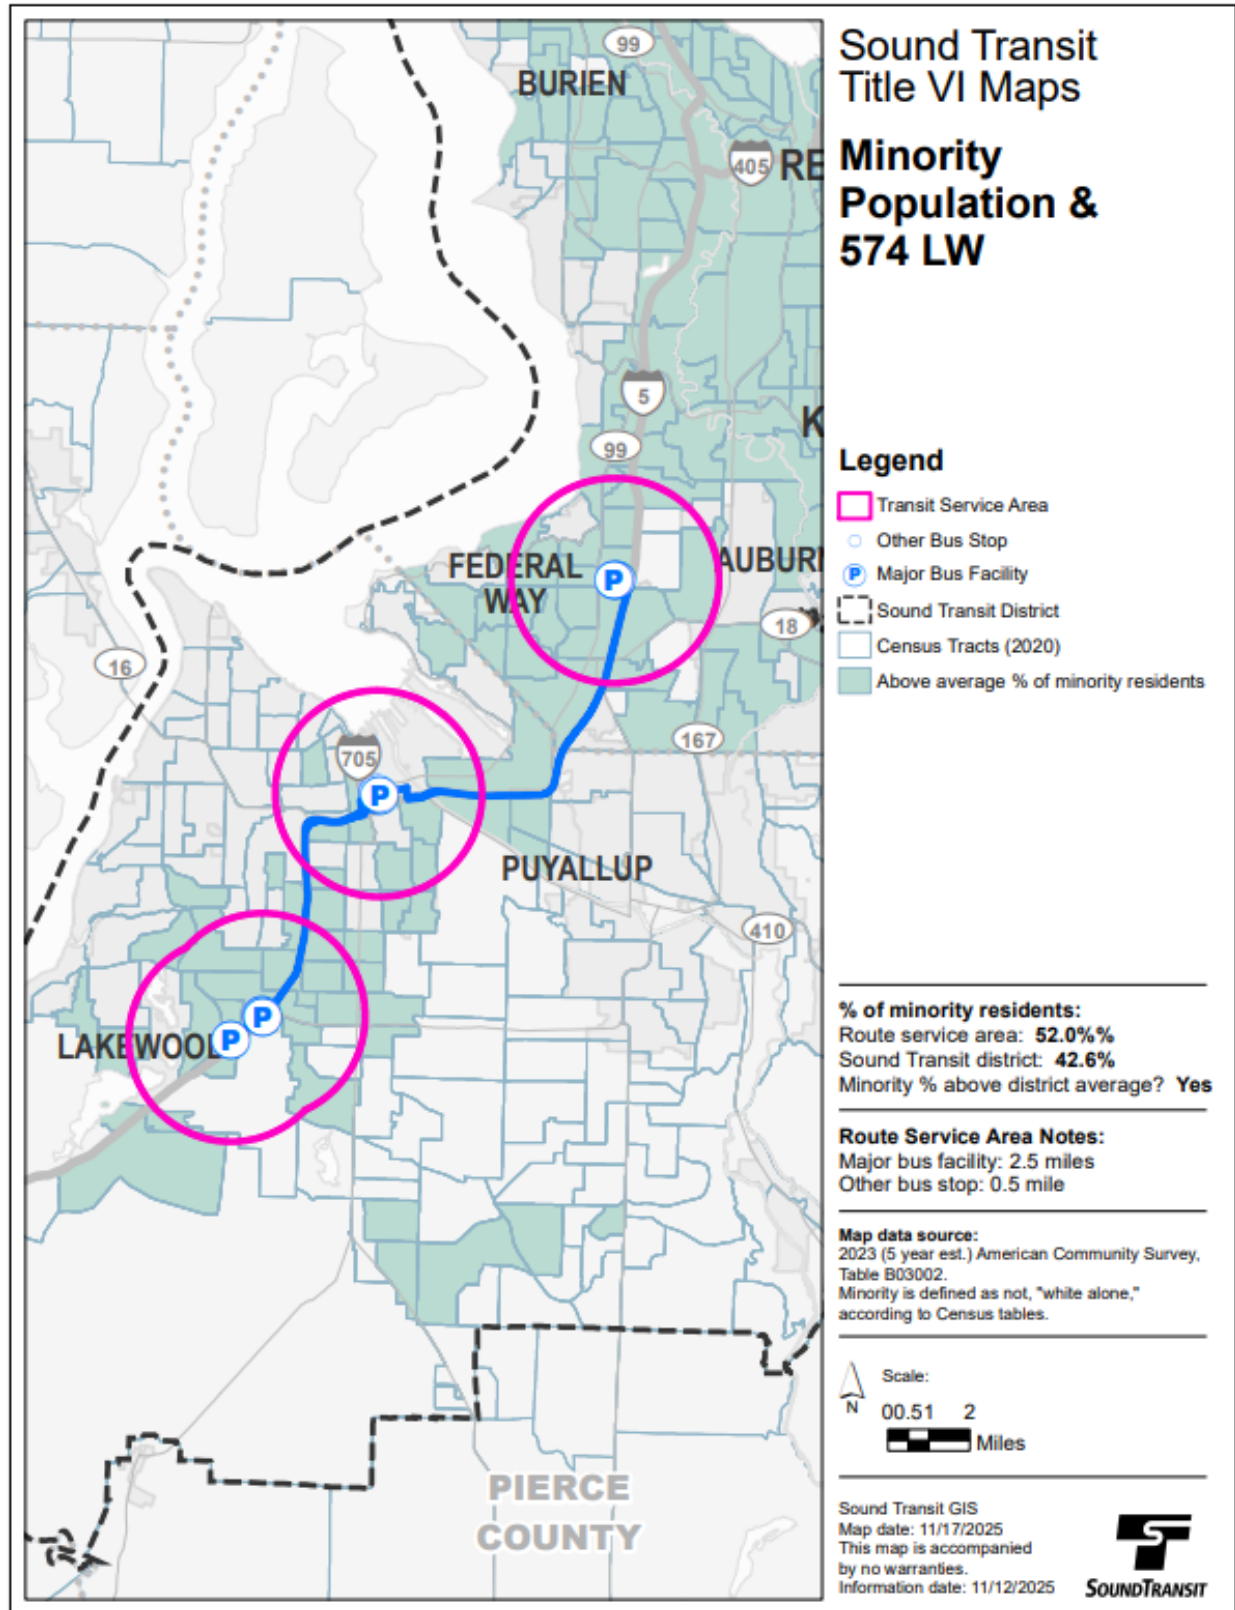 Sound Transit
Title VI Maps
Minority
Population &
574 LW
Legend
Transit Service Area
Other Bus Stop
P
Major Bus Facility
Sound Transit District
Census Tracts (2020)
Above average % of minority residents
% of minority residents:
Route service area: 52.0%%
Sound Transit district: 42.6%
Minority % above district average? Yes
Route Service Area Notes:
Major bus facility: 2.5 miles
Other bus stop: 0.5 mile
Map data source:
2023 (5 year est.) American Community Survey,
Table B03002.
Minority is defined as not, "white alone,"
according to Census tables.
Scale:
N
00.51 2
Miles
Sound Transit GIS
Map date: 11/17/2025
This map is accompanied
by no warranties.
Information date: 11/12/2025
SOUNDTRANSIT
99
BURIEN
405
RE
5
K
99
FEDERAL
WAY
P
AUBURN
18
16
167
705
P
PUYALLUP
410
P
P
LAKEWOOD
PIERCE
COUNTY